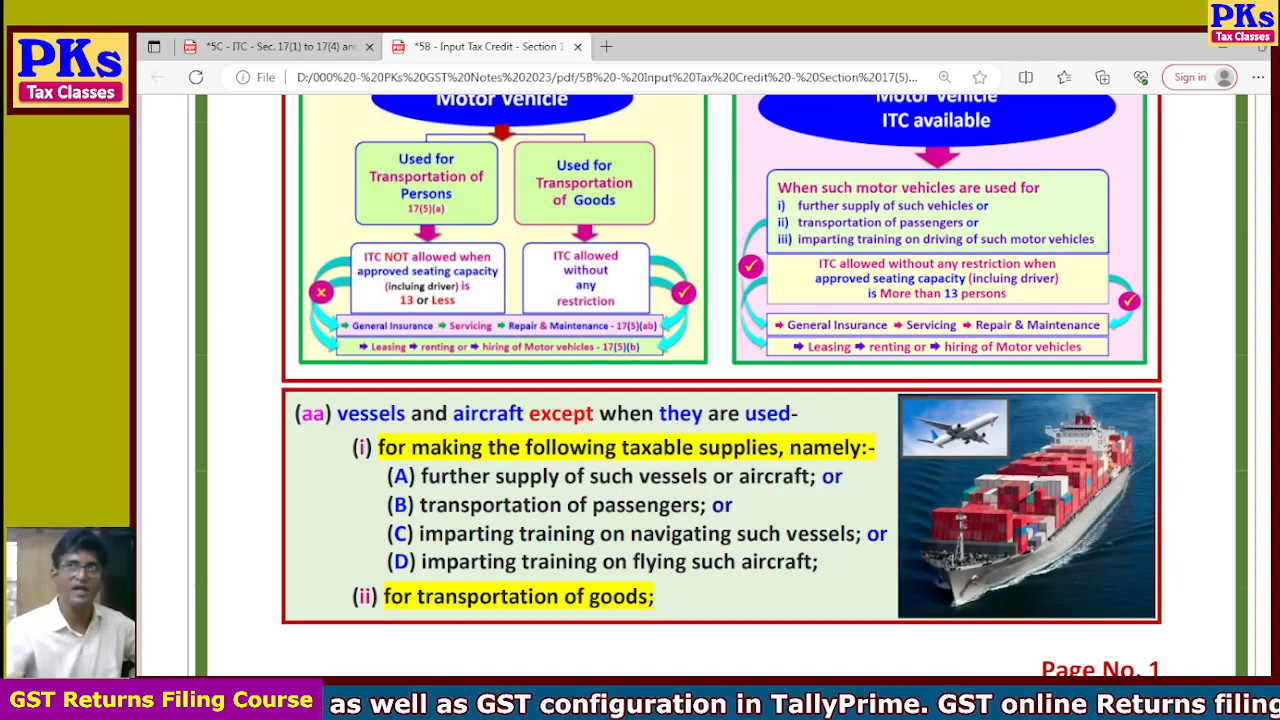 PKs
Tax Classes
PKs
Tax Classes
*5C - ITC - Sec. 17(1) to 17(4) and
*5B - Input Tax Credit - Section 1
File
D:/000%20-%20PKs%20GST%20Notes%202023/pdf/5B%20-%20Input%20Tax%20Credit%20-%20Section%2017(5)...
Sign in
Motor Vehicle
Used for
Transportation of
Persons
17(5)(a)
Used for
Transportation
of Goods
ITC NOT allowed when
approved seating capacity
(incluing driver) is
13 or Less
ITC allowed
without
any
restriction
General Insurance Servicing Repair & Maintenance - 17(5)(ab)
Leasing renting or hiring of Motor vehicles - 17(5)(b)
Motor Vehicle
ITC available
When such motor vehicles are used for
i) further supply of such vehicles or
ii) transportation of passengers or
iii) imparting training on driving of such motor vehicles
ITC allowed without any restriction when
approved seating capacity (incluing driver)
is More than 13 persons
General Insurance Servicing Repair & Maintenance
Leasing renting or hiring of Motor vehicles
(aa) vessels and aircraft except when they are used-
(i) for making the following taxable supplies, namely:-
(A) further supply of such vessels or aircraft; or
(B) transportation of passengers; or
(C) imparting training on navigating such vessels; or
(D) imparting training on flying such aircraft;
(ii) for transportation of goods;
Page No. 1
GST Returns Filing Course
as well as GST configuration in TallyPrime. GST online Returns filing